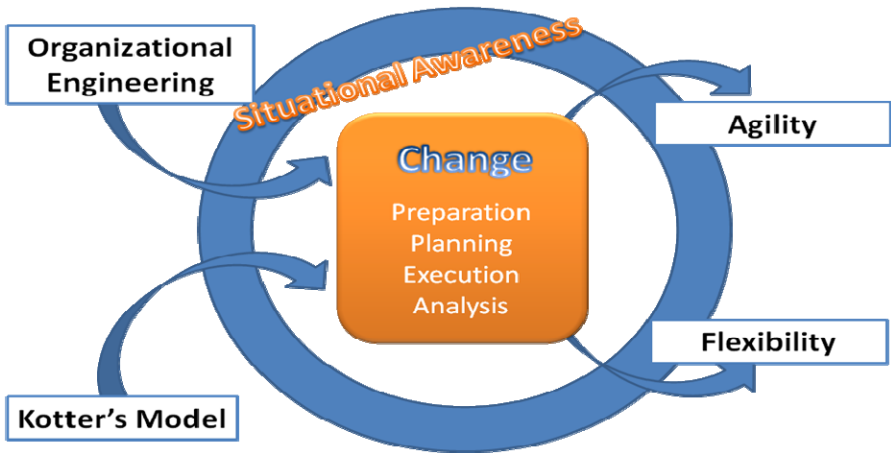 Organizational
Engineering
Situational Awareness
Agility
Change
Preparation
Planning
Execution
Analysis
Flexibility
Kotter's Model